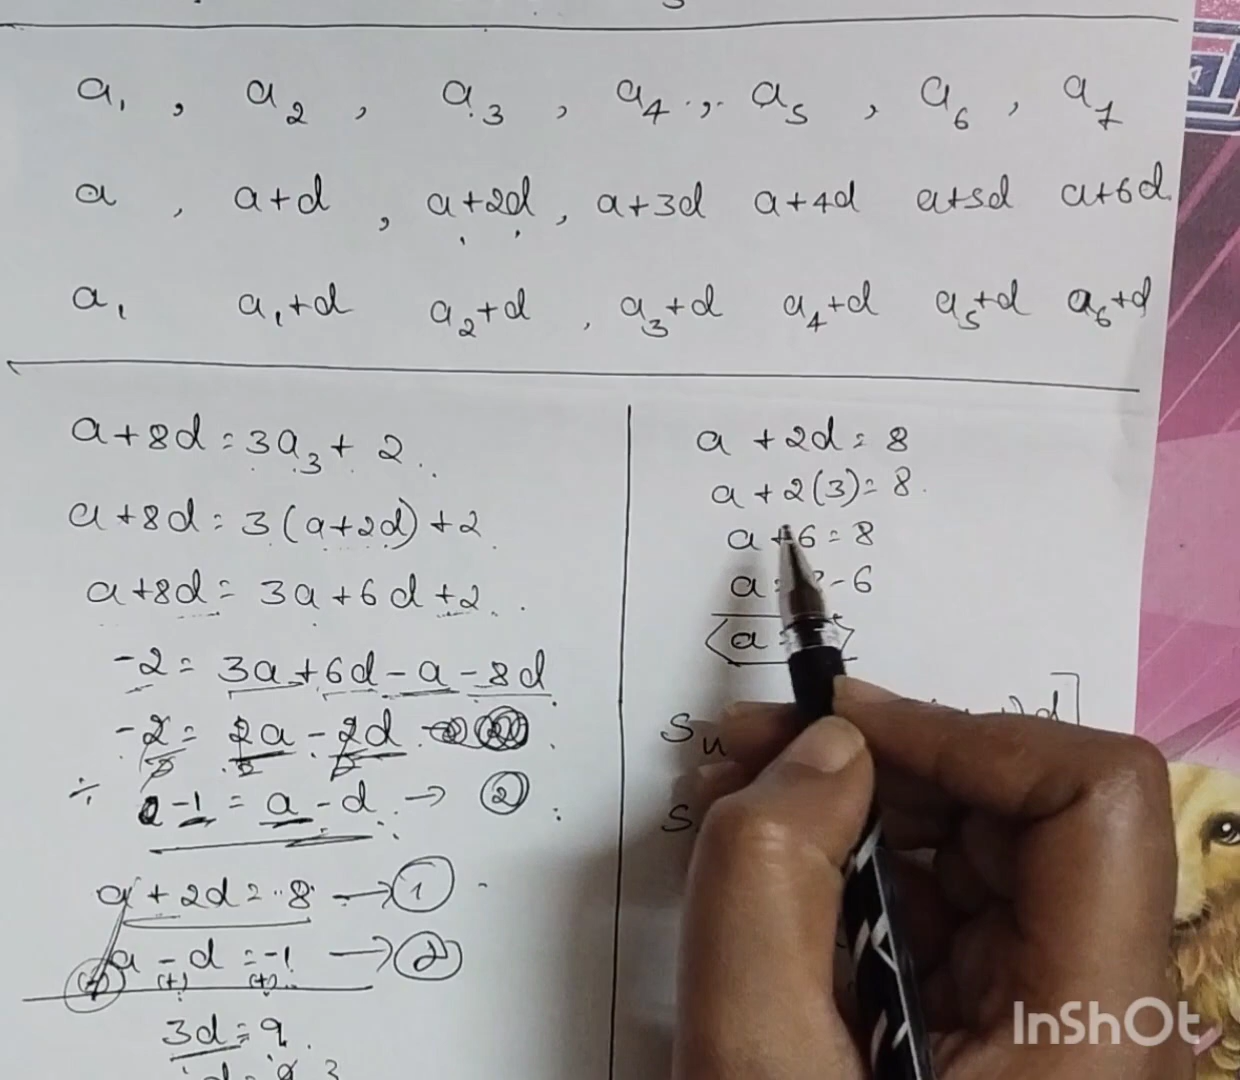 a₁ , a₂ , a₃ , a₄ .,. a₅ , a₆ , a₇
a , a+d , a+2d , a+3d a+4d a+5d a+6d
a₁ a₁+d a₂+d , a₃+d a₄+d a₅+d a₆+d
a+8d = 3a₃ + 2
a+8d = 3(a+2d)+2
a+8d = 3a+6d+2
-2 = 3a+6d-a-8d
-2 = 2a-2d
÷ -1 = a-d → ②
a+2d = 8 → ①
a-d = -1 → ②
(-) (+) (+)
3d = 9
a + 2d = 8
a + 2(3) = 8
a + 6 = 8
a = - 6
a =
Sₙ d]
S
InShOt